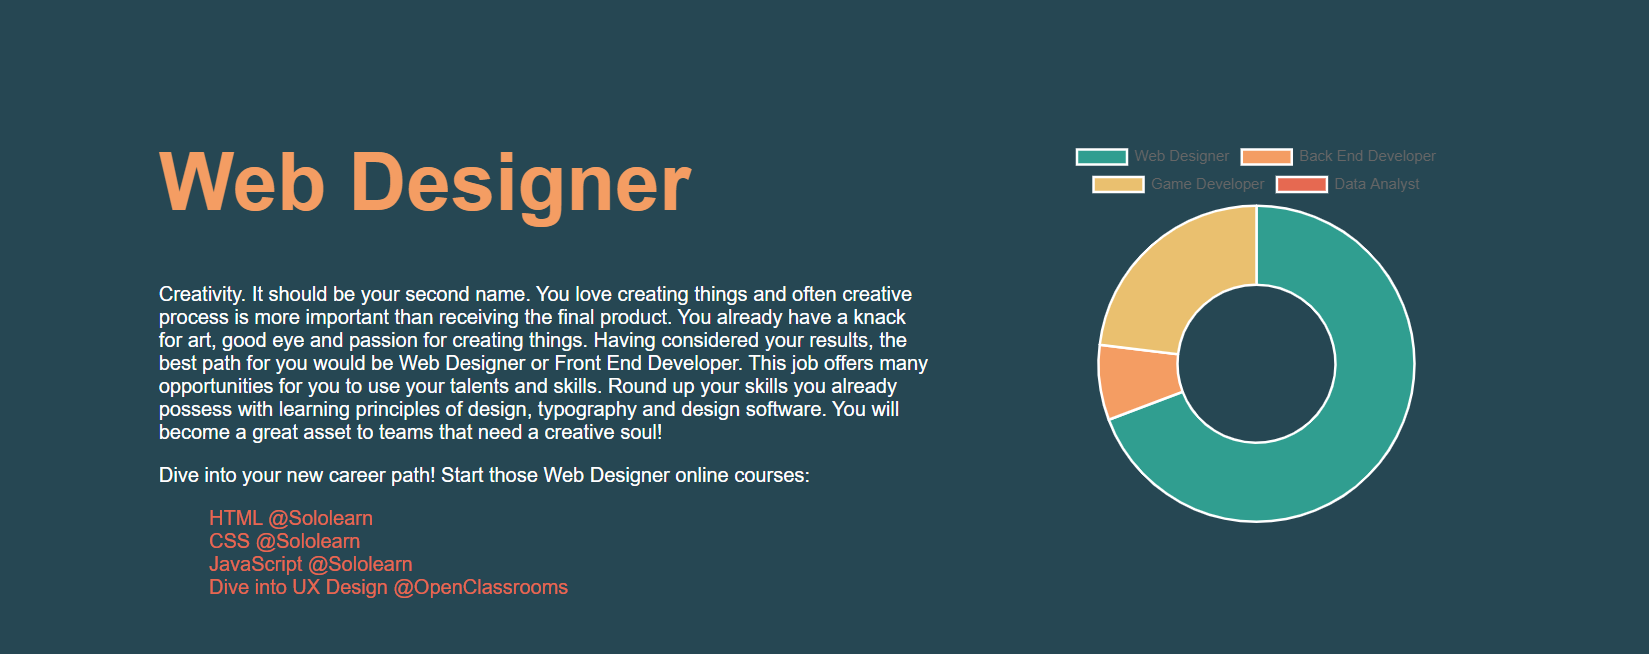 Web Designer
Creativity. It should be your second name. You love creating things and often creative
process is more important than receiving the final product. You already have a knack
for art, good eye and passion for creating things. Having considered your results, the
best path for you would be Web Designer or Front End Developer. This job offers many
opportunities for you to use your talents and skills. Round up your skills you already
possess with learning principles of design, typography and design software. You will
become a great asset to teams that need a creative soul!
Dive into your new career path! Start those Web Designer online courses:
HTML @Sololearn
CSS @Sololearn
JavaScript @Sololearn
Dive into UX Design @OpenClassrooms
Web Designer Back End Developer
Game Developer Data Analyst